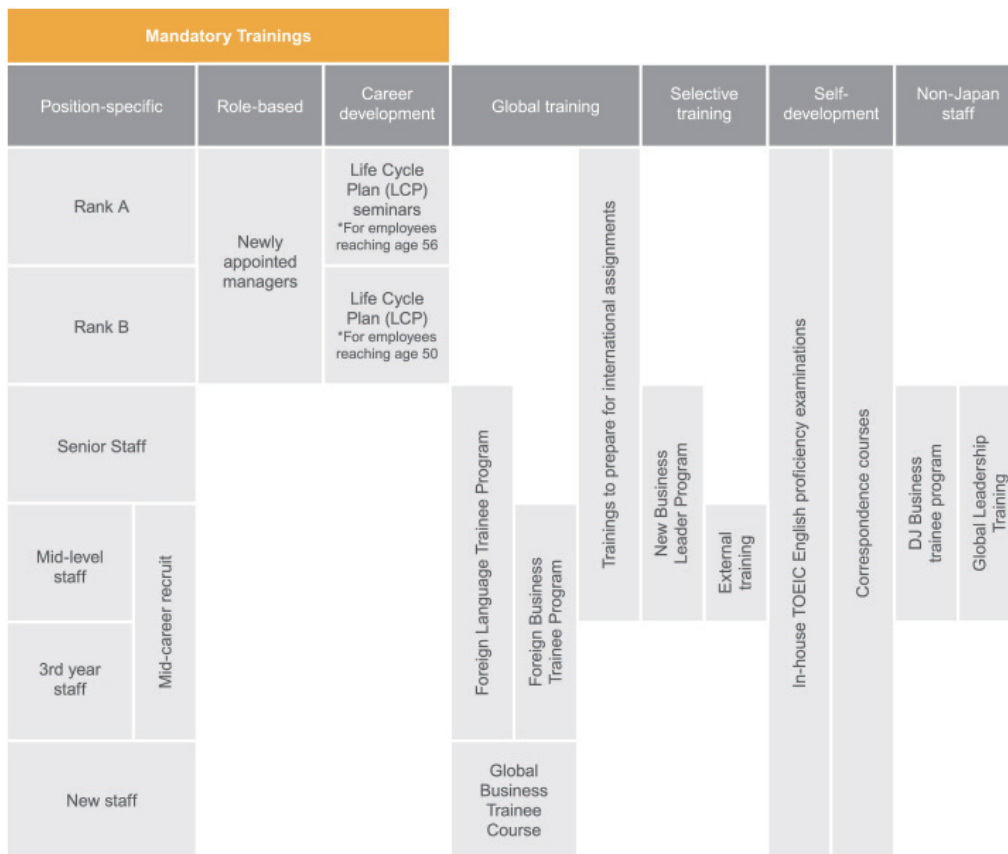 Mandatory Trainings
Position-specific
Role-based
Career
development
Global training
Selective
training
Self-
development
Non-Japan
staff
Rank A
Newly
appointed
managers
Life Cycle
Plan (LCP)
seminars
*For employees
reaching age 56
Rank B
Life Cycle
Plan (LCP)
*For employees
reaching age 50
Senior Staff
Mid-level
staff
3rd year
staff
Mid-career recruit
New staff
Foreign Language Trainee Program
Foreign Business
Trainee Program
Trainings to prepare for international assignments
Global
Business
Trainee
Course
New Business
Leader Program
External
training
In-house TOEIC English proficiency examinations
Correspondence courses
DJ Business
trainee program
Global Leadership
Training